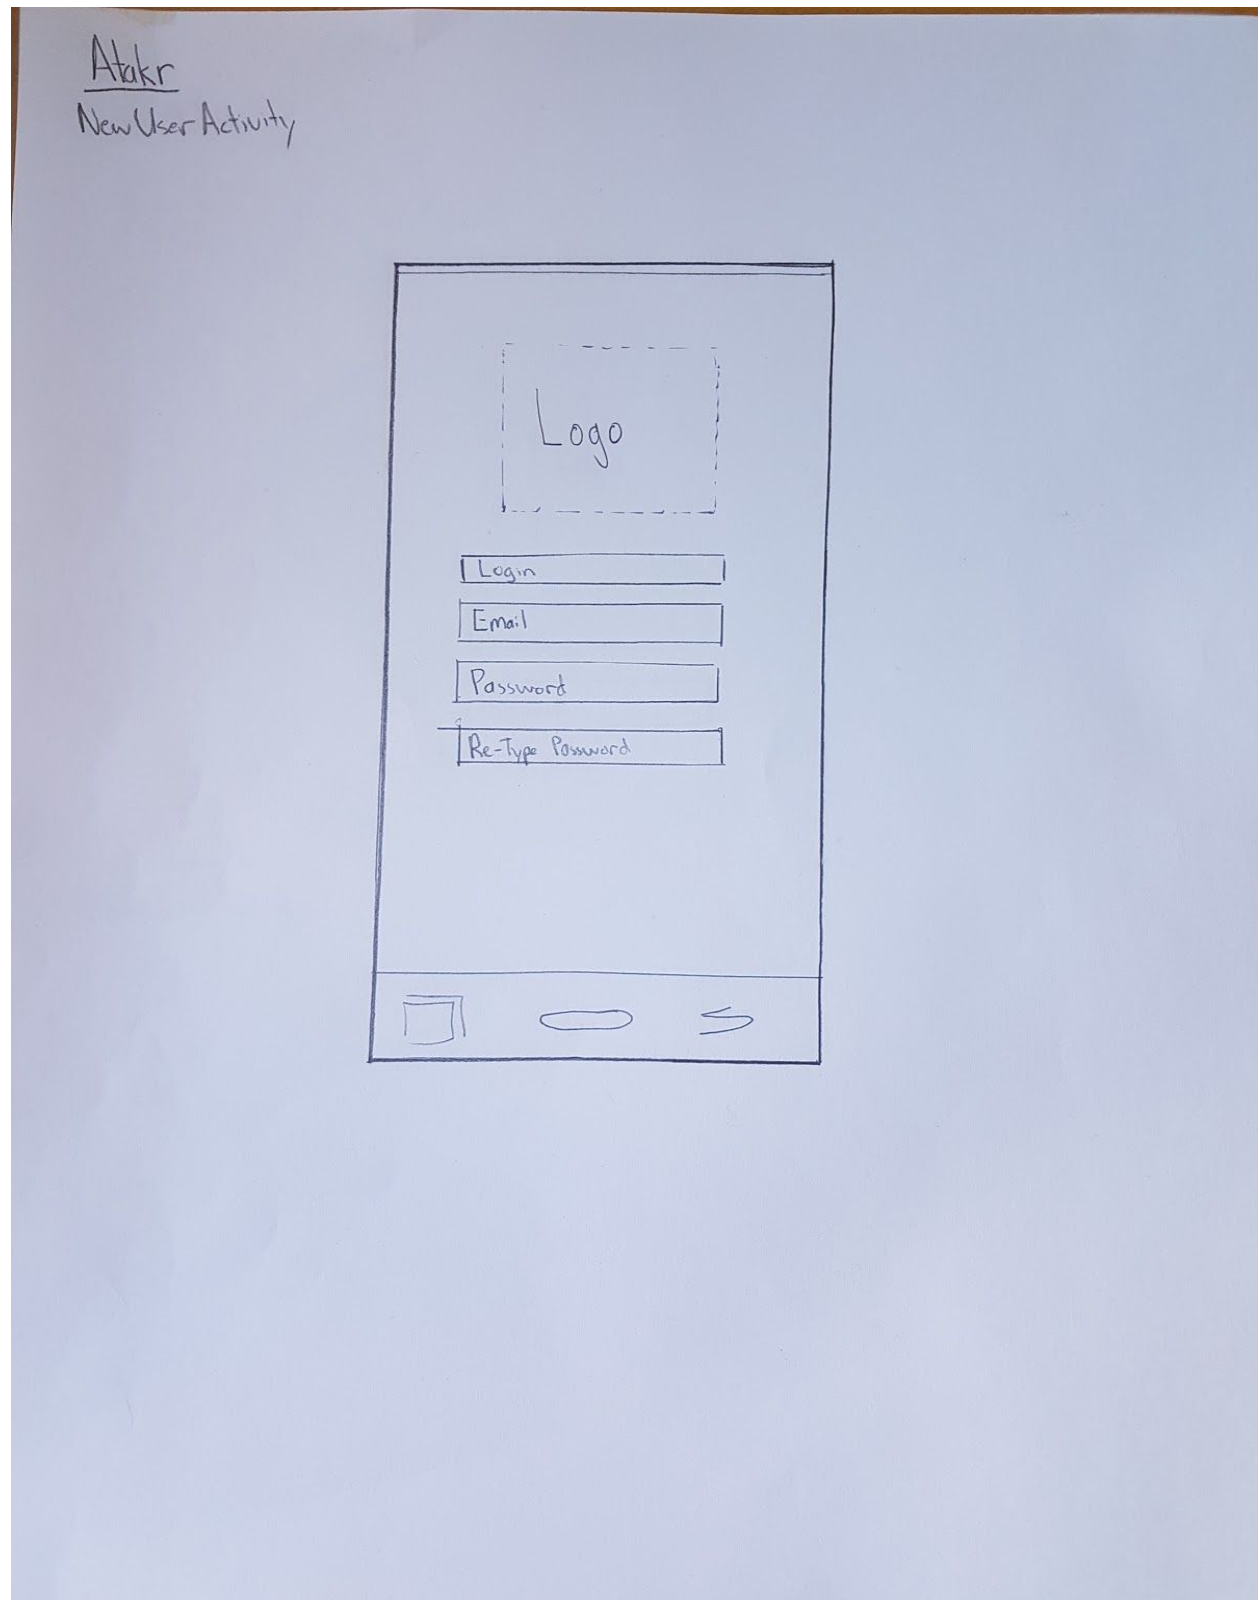 Atakr
New User Activity
Logo
Login
Email
Password
Re-Type Password